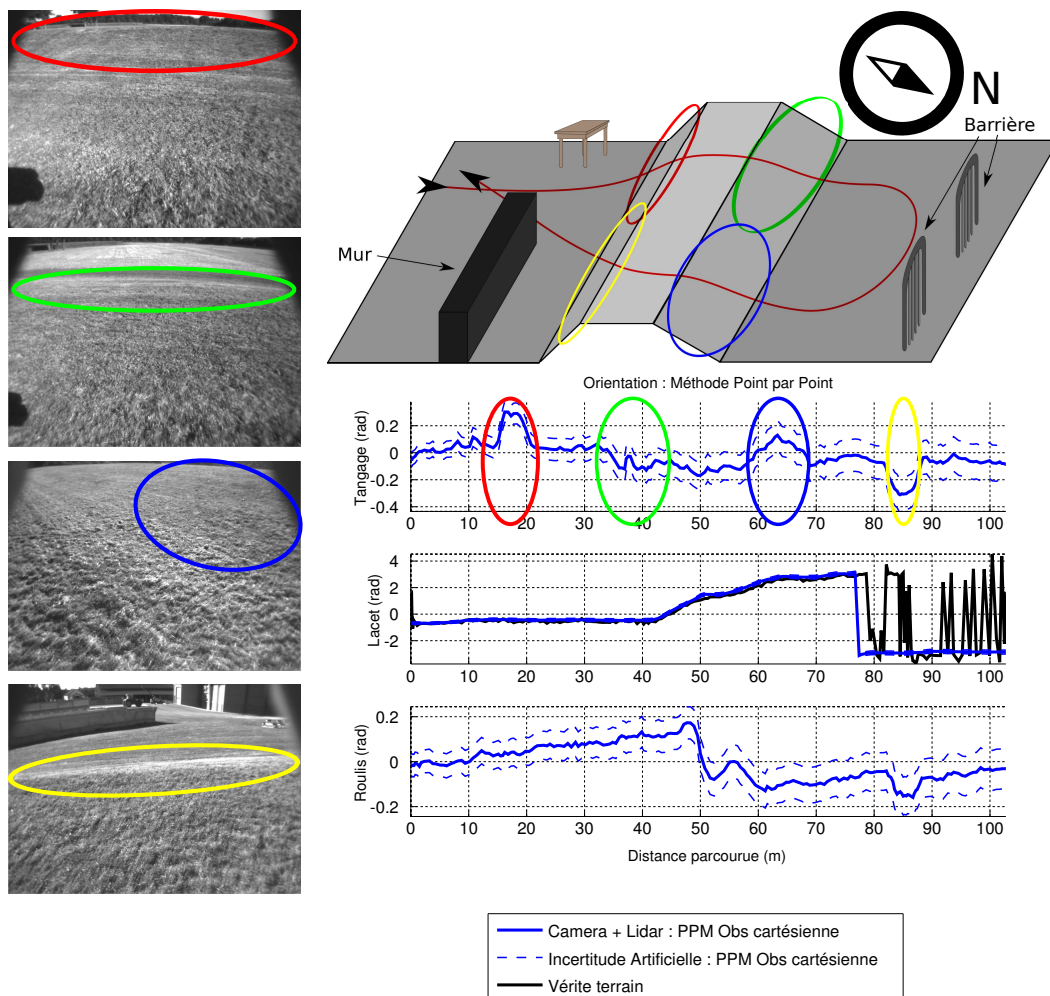 N
Barrière
Mur
Orientation : Méthode Point par Point
Tangage (rad)
0.2
0
-0.2
-0.4
0 10 20 30 40 50 60 70 80 90 100
Lacet (rad)
4
2
0
-2
0 10 20 30 40 50 60 70 80 90 100
Roulis (rad)
0.2
0
-0.2
0 10 20 30 40 50 60 70 80 90 100
Distance parcourue (m)
Camera + Lidar : PPM Obs cartésienne
Incertitude Artificielle : PPM Obs cartésienne
Vérite terrain